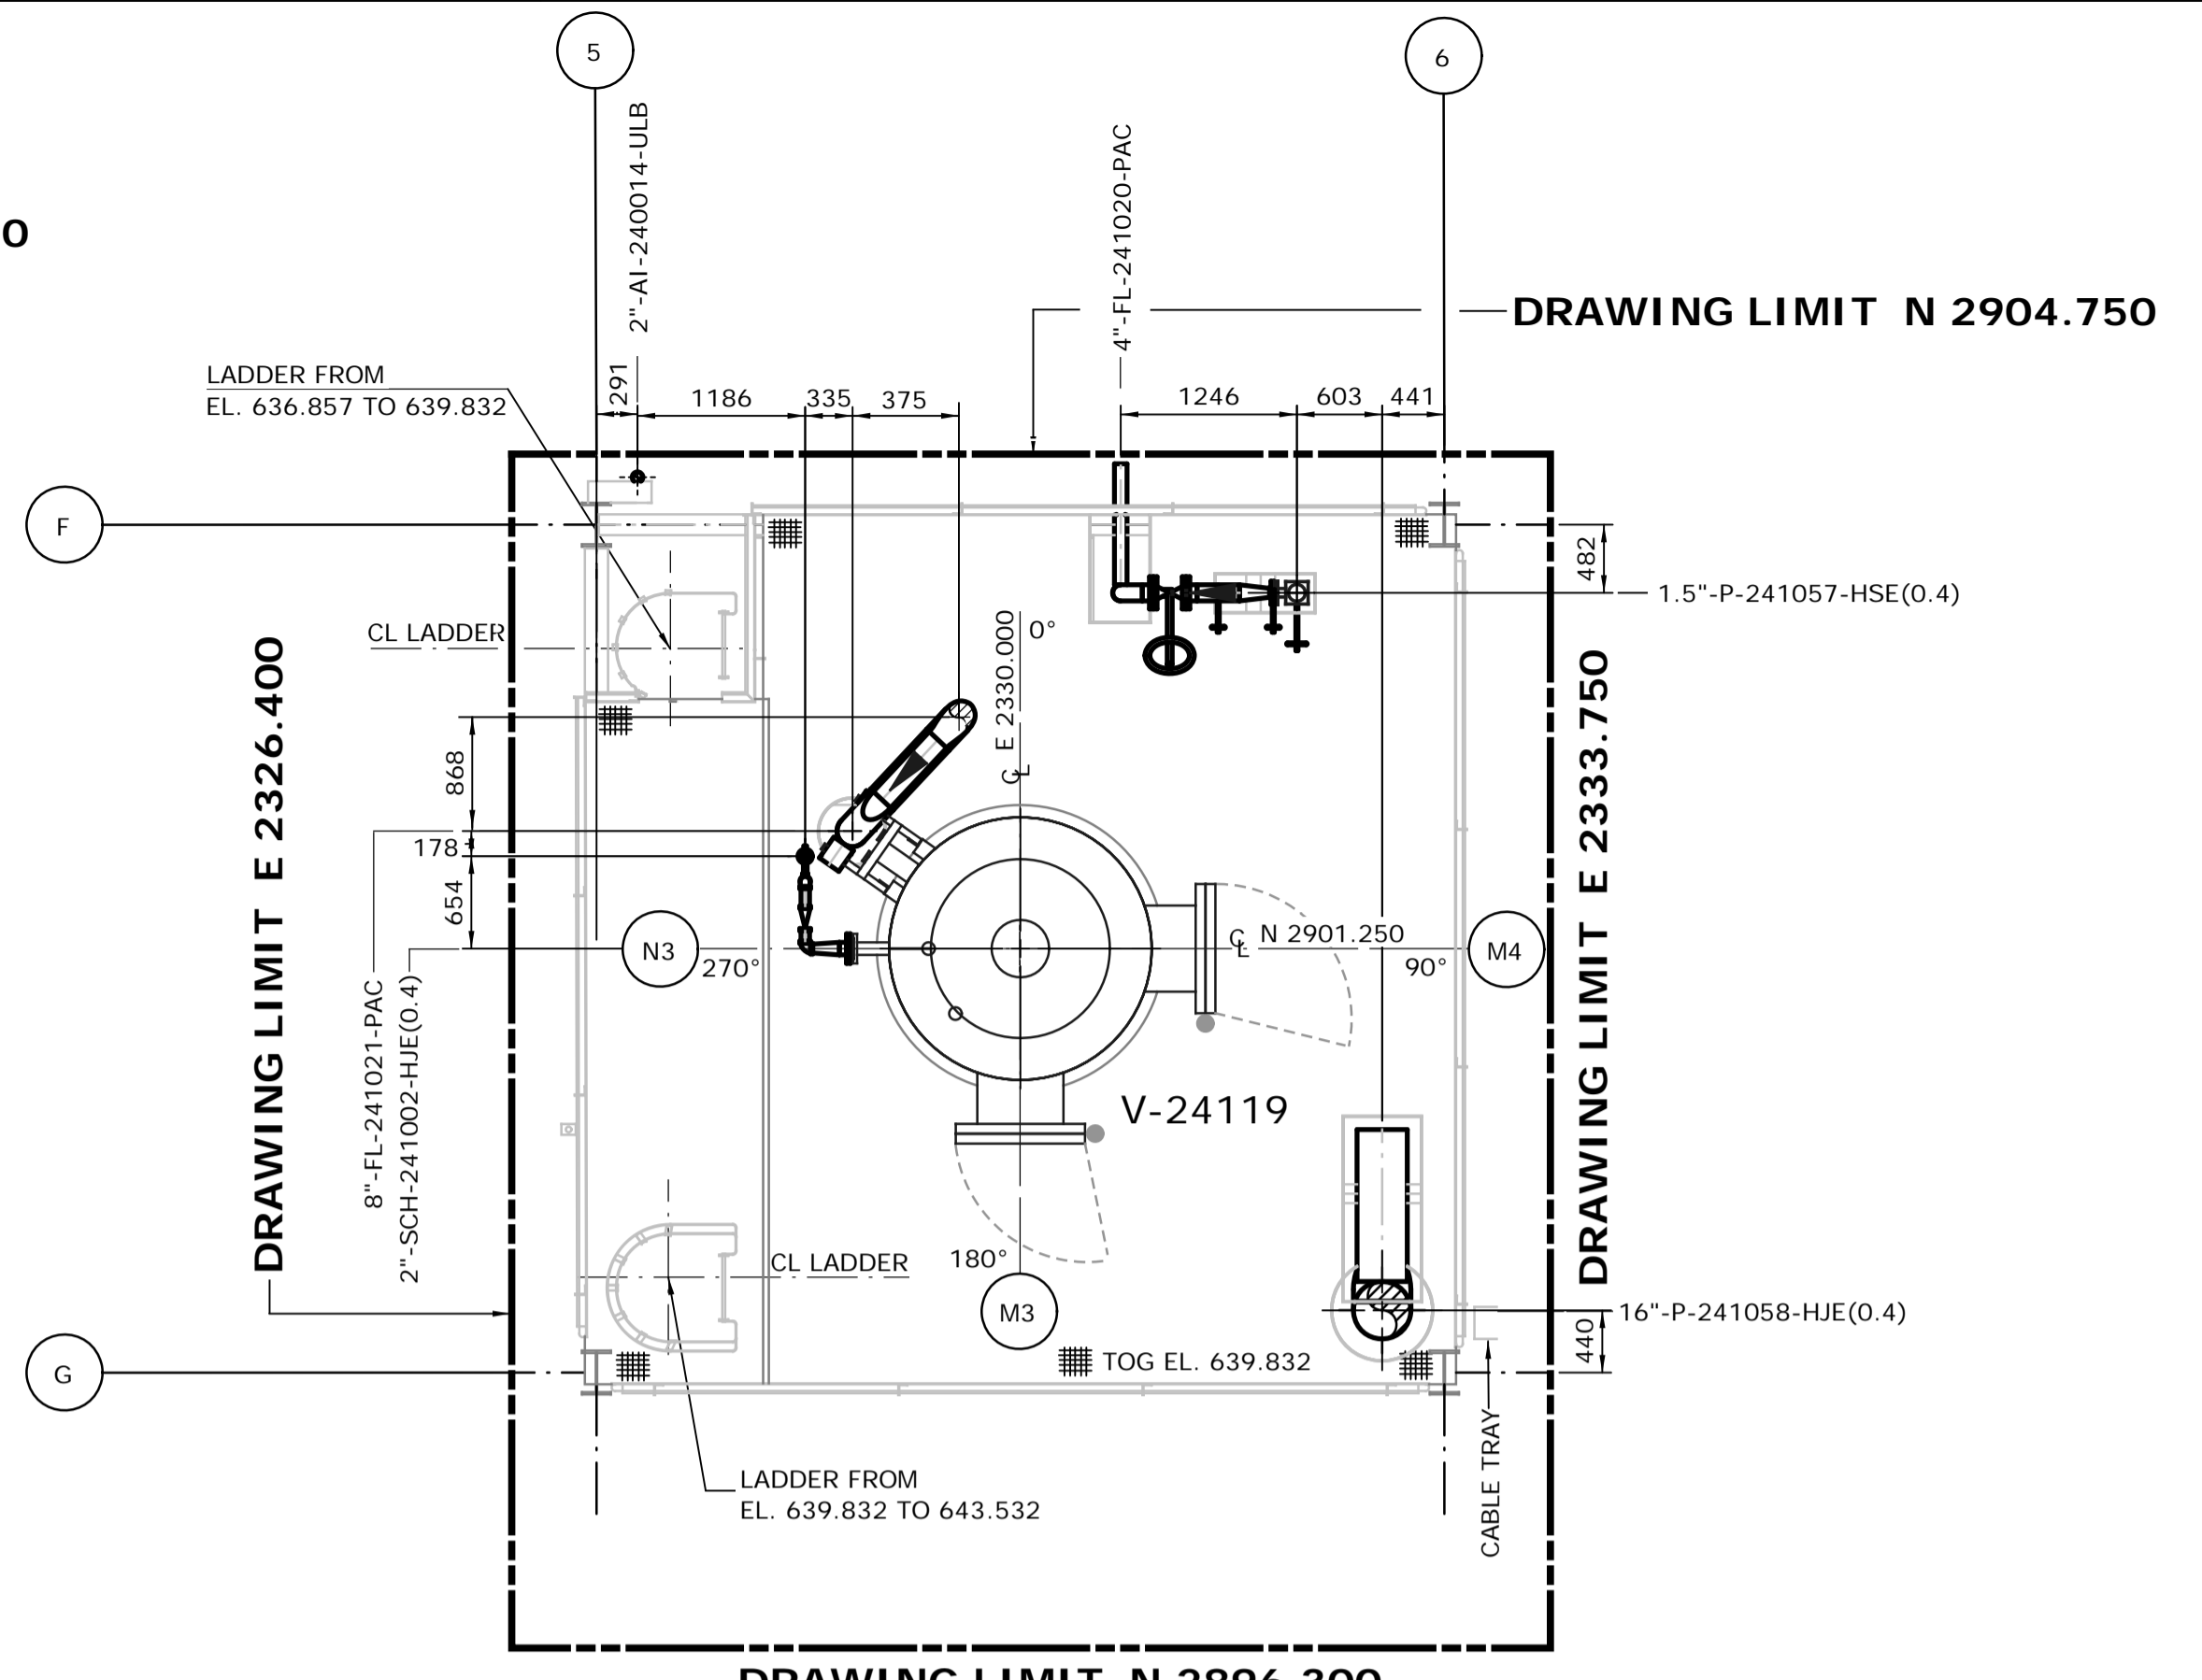 5
6
2"-AI-240014-ULB
4"-FL-241020-PAC
0
DRAWING LIMIT N 2904.750
LADDER FROM
EL. 636.857 TO 639.832
291
1186
335
375
1246
603
441
F
482
1.5"-P-241057-HSE(0.4)
CL LADDER
℄ E 2330.000
0°
DRAWING LIMIT E 2326.400
DRAWING LIMIT E 2333.750
868
178
654
N3
270°
℄ N 2901.250
90°
M4
8"-FL-241021-PAC
2"-SCH-241002-HJE(0.4)
V-24119
CL LADDER
180°
M3
16"-P-241058-HJE(0.4)
440
G
TOG EL. 639.832
CABLE TRAY
LADDER FROM
EL. 639.832 TO 643.532
DRAWING LIMIT N